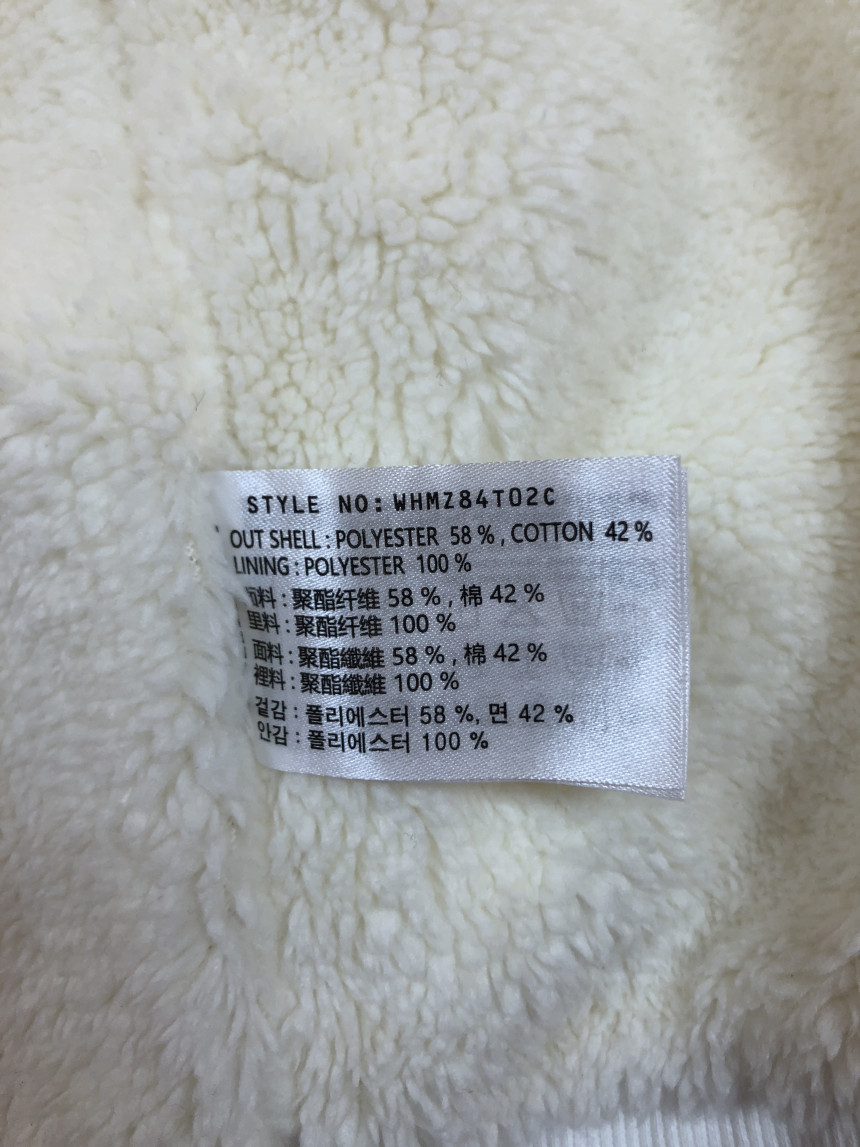 STYLE NO: WHMZ84T02C
OUT SHELL : POLYESTER 58 % , COTTON 42 %
LINING : POLYESTER 100 %
面料 : 聚酯纤维 58 % , 棉 42 %
里料 : 聚酯纤维 100 %
面料 : 聚酯纖維 58 % , 棉 42 %
裡料 : 聚酯纖維 100 %
겉감 : 폴리에스터 58 %, 면 42 %
안감 : 폴리에스터 100 %